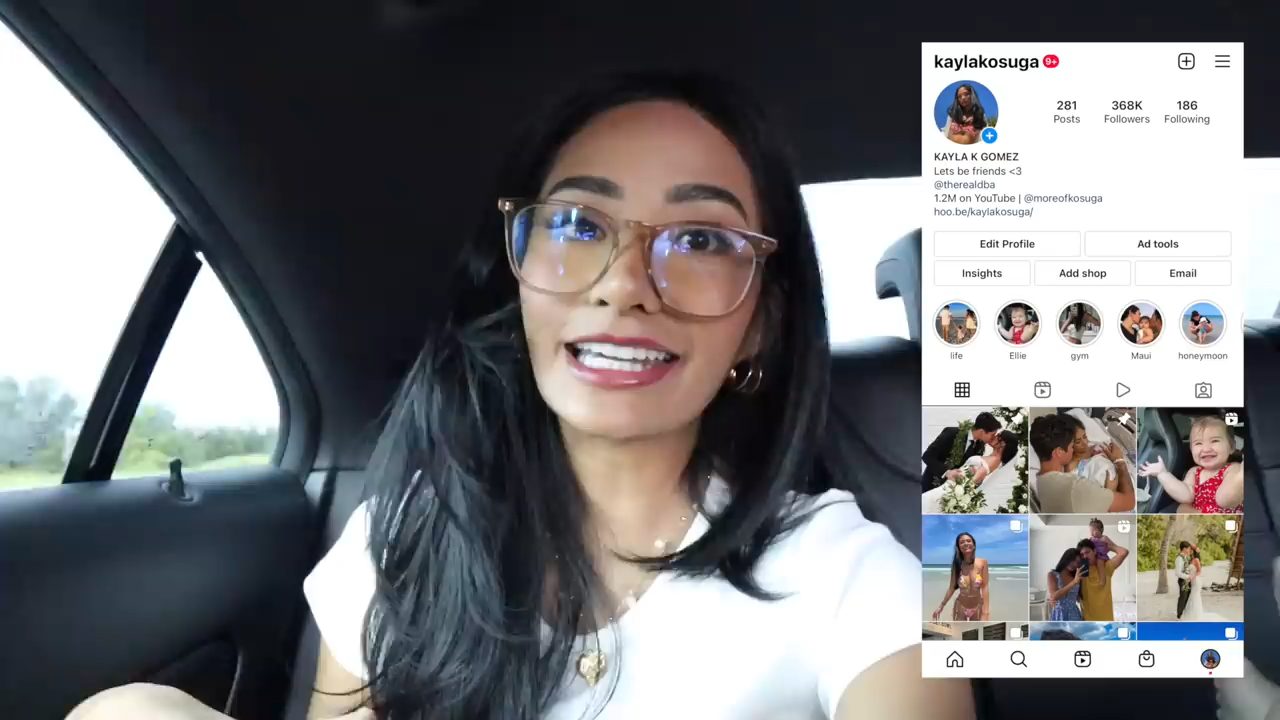 kaylakosuga 9+
281 368K 186
Posts Followers Following
KAYLA K GOMEZ
Lets be friends <3
@therealdba
1.2M on YouTube | @moreofkosuga
hoo.be/kaylakosuga/
Edit Profile Ad tools
Insights Add shop Email
life Ellie gym Maui honeymoon